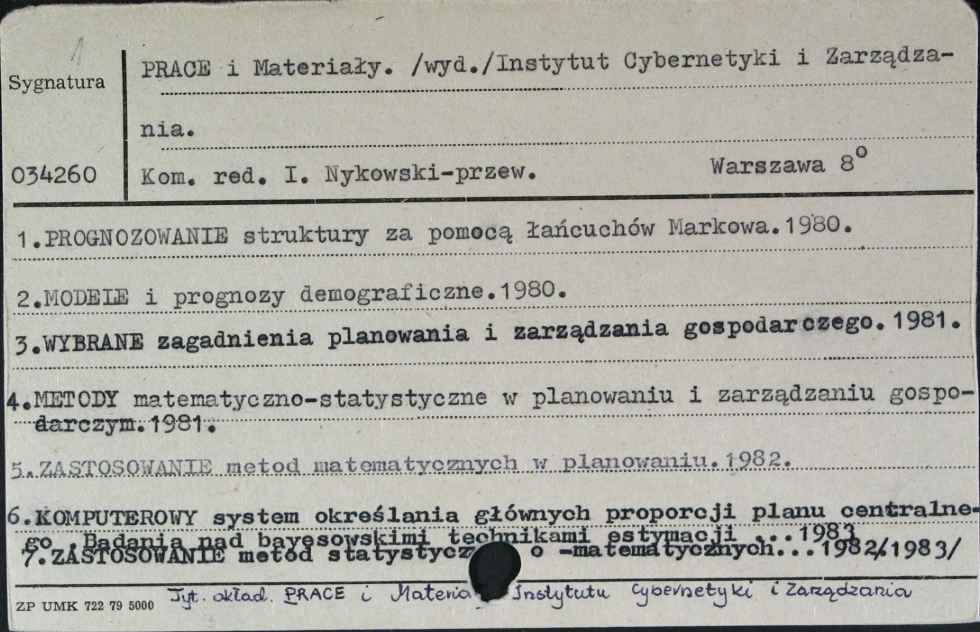 1
PRACE i Materiały. /wyd./Instytut Cybernetyki i Zarządza-
Sygnatura
nia.
034260
Kom. red. I. Nykowski-przew. Warszawa 8°
1.PROGNOZOWANIE struktury za pomocą łańcuchów Markowa.1980.
2.MODELE i prognozy demograficzne.1980.
3.WYBRANE zagadnienia planowania i zarządzania gospodarczego.1981.
4.METODY matematyczno-statystyczne w planowaniu i zarządzaniu gospo-
darczym.1981.
5.ZASTOSOWANIE metod matematycznych w planowaniu.1982.
6.KOMPUTEROWY system określania głównych proporcji planu centralne-
go. Badania nad bayesowskimi technikami estymacji ...1983
7.ZASTOSOWANIE metod statystycz o -matematycznych...1982/1983/
Tyt. okład. PRACE i Materia Instytutu Cybernetyki i Zarządzania
ZP UMK 722 79 5000